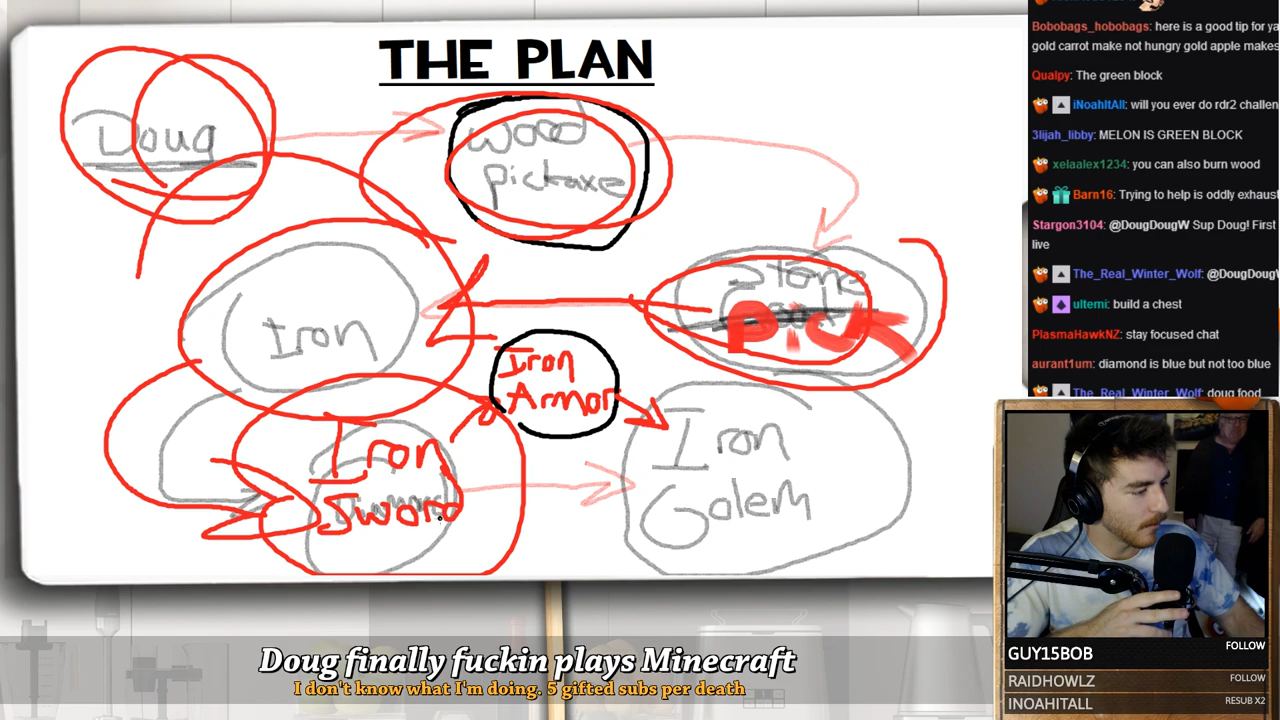 THE PLAN
Doug
wood
pickaxe
Stone
PICK
Iron
Iron
Armor
Iron
Sword
Iron
Golem
Doug finally fuckin plays Minecraft
I don't know what I'm doing. 5 gifted subs per death
Bobobags_hobobags: here is a good tip for ya
gold carrot make not hungry gold apple makes
Qualpy: The green block
iNoahItAll: will you ever do rdr2 challen
3lijah_libby: MELON IS GREEN BLOCK
xelaalex1234: you can also burn wood
Barn16: Trying to help is oddly exhaust
Stargon3104: @DougDougW Sup Doug! First
live
The_Real_Winter_Wolf: @DougDougW
ulterni: build a chest
PlasmaHawkNZ: stay focused chat
aurant1um: diamond is blue but not too blue
The_Real_Winter_Wolf: doug food
GUY15BOB FOLLOW
RAIDHOWLZ FOLLOW
INOAHITALL RESUB X2